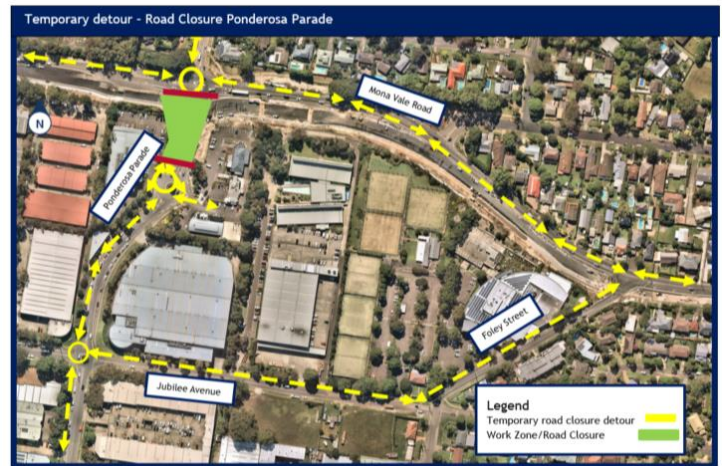 Temporary detour - Road Closure Ponderosa Parade
Mona Vale Road
N
Ponderosa Parade
Foley Street
Jubilee Avenue
Legend
Temporary road closure detour
Work Zone/Road Closure